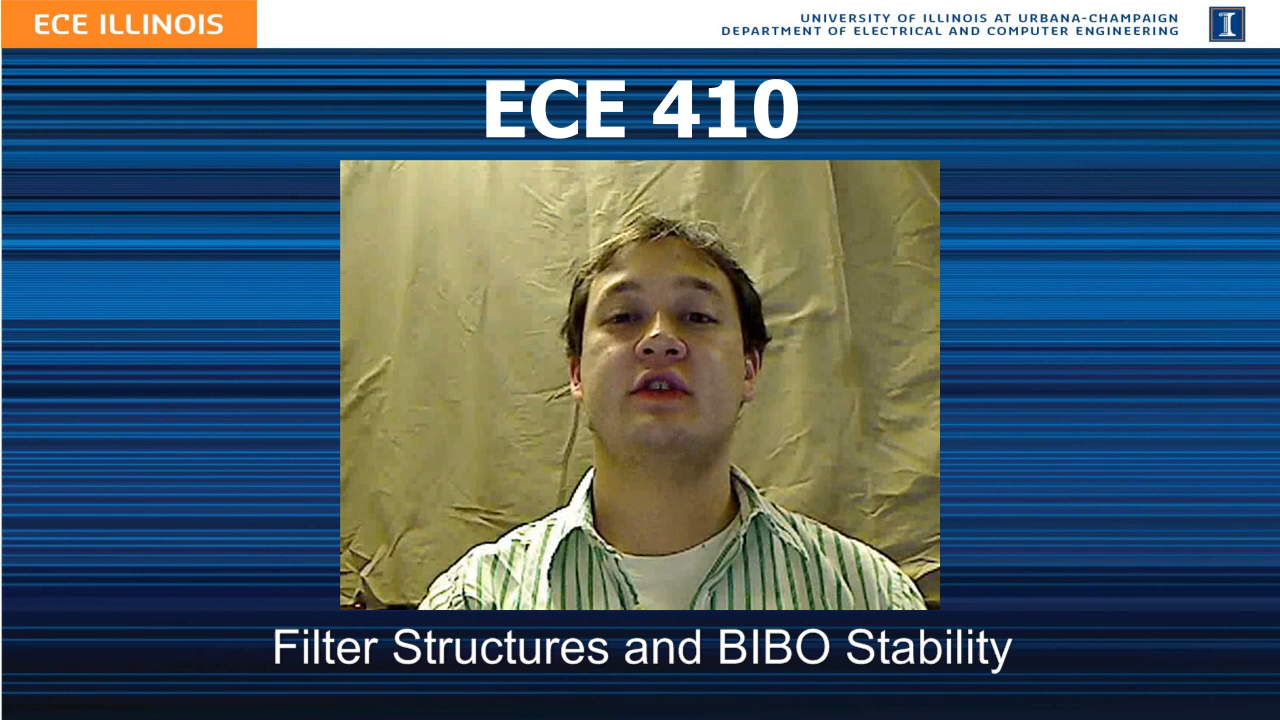 ECE ILLINOIS
UNIVERSITY OF ILLINOIS AT URBANA-CHAMPAIGN
DEPARTMENT OF ELECTRICAL AND COMPUTER ENGINEERING
I
ECE 410
Filter Structures and BIBO Stability